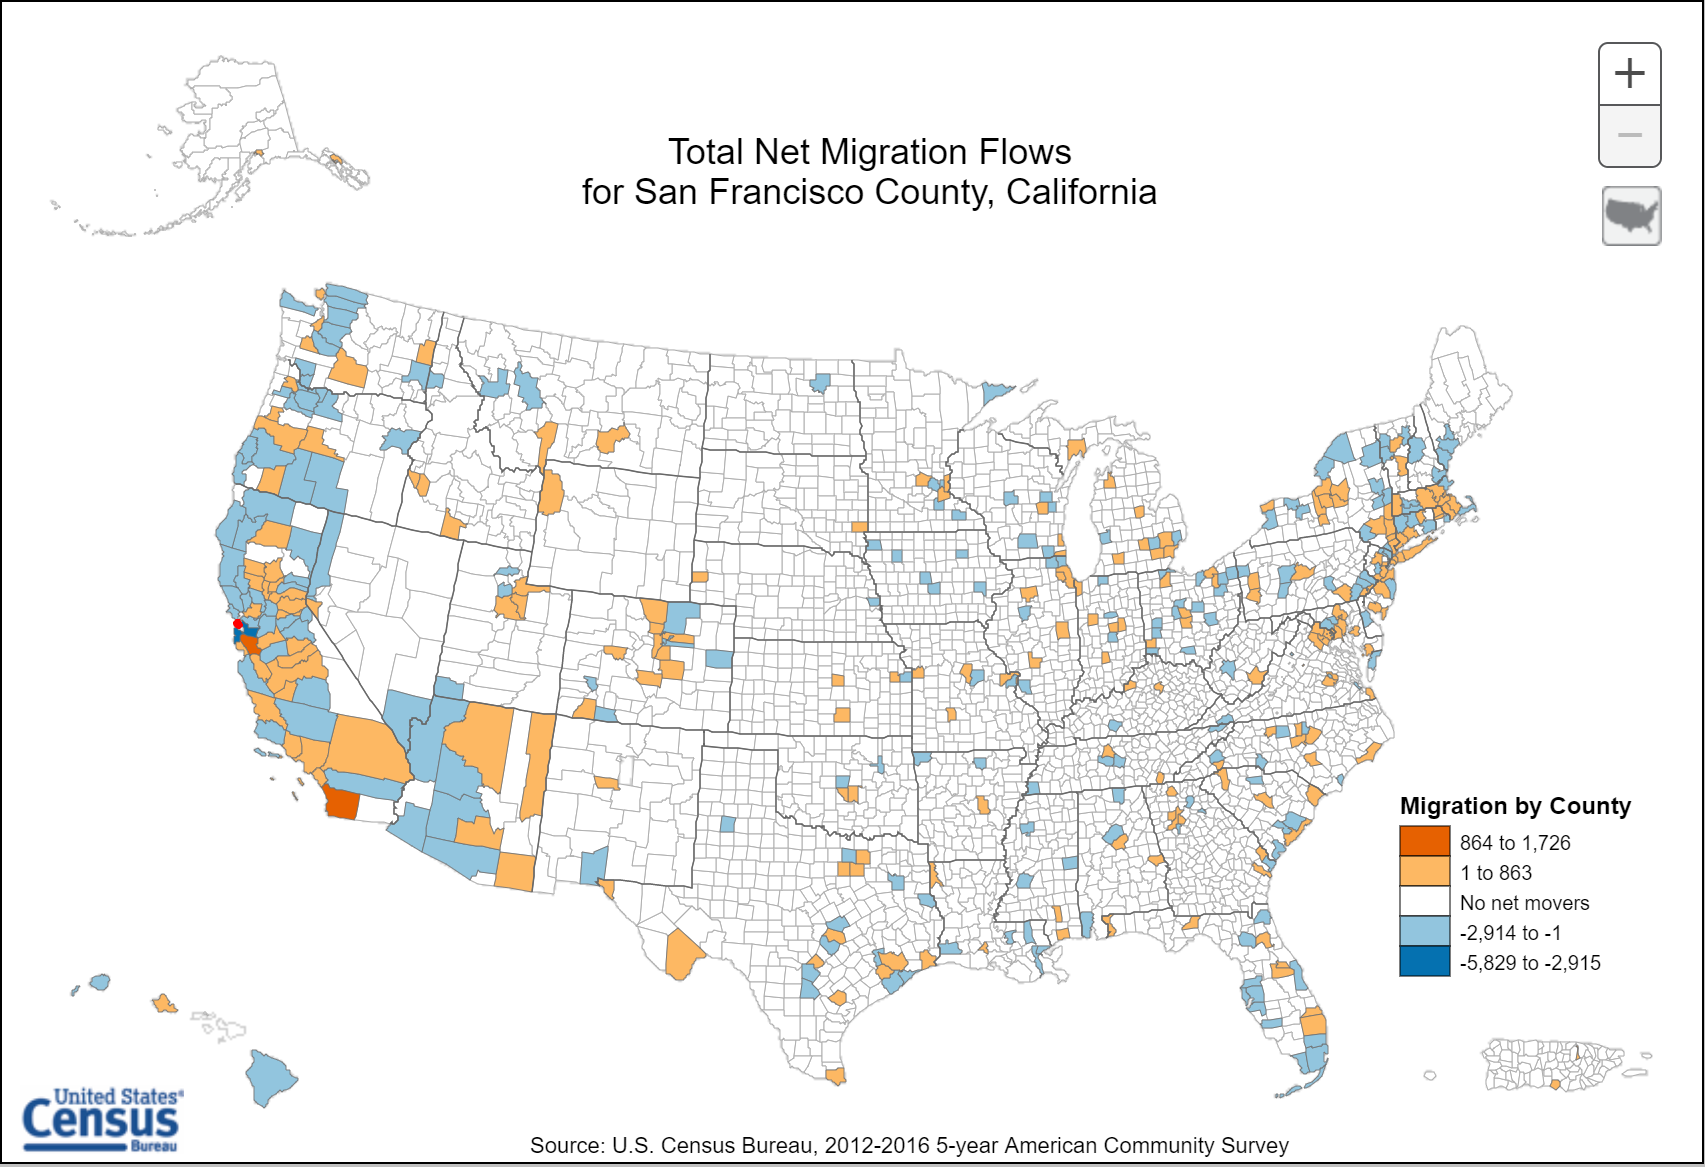 Total Net Migration Flows
for San Francisco County, California
Migration by County
864 to 1,726
1 to 863
No net movers
-2,914 to -1
-5,829 to -2,915
United States®
Census
Bureau
Source: U.S. Census Bureau, 2012-2016 5-year American Community Survey